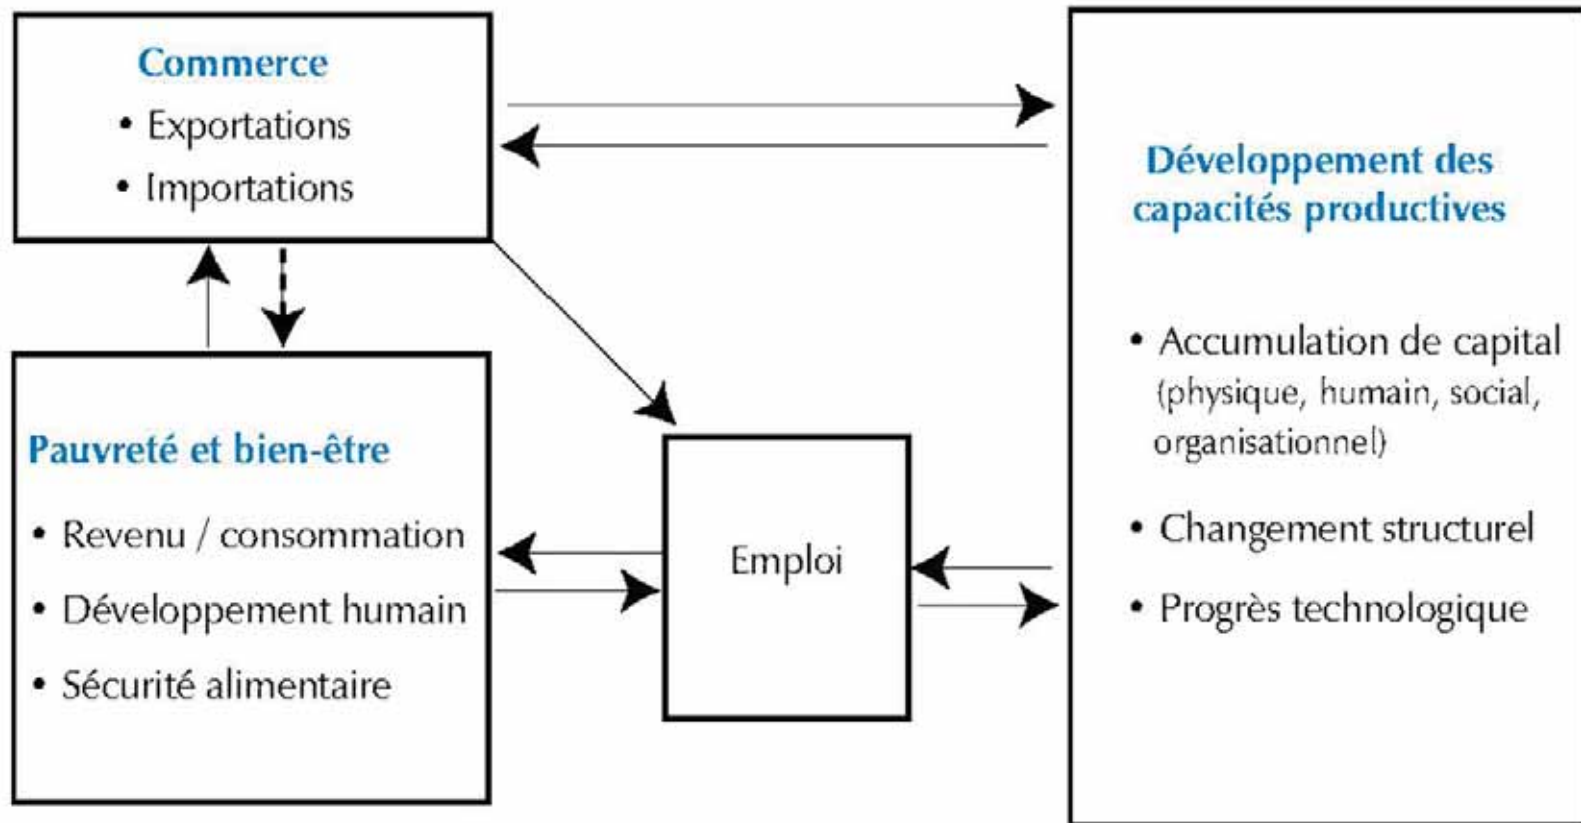 Commerce
• Exportations
• Importations
Pauvreté et bien-être
• Revenu / consommation
• Développement humain
• Sécurité alimentaire
Emploi
Développement des
capacités productives
• Accumulation de capital
(physique, humain, social,
organisationnel)
• Changement structurel
• Progrès technologique